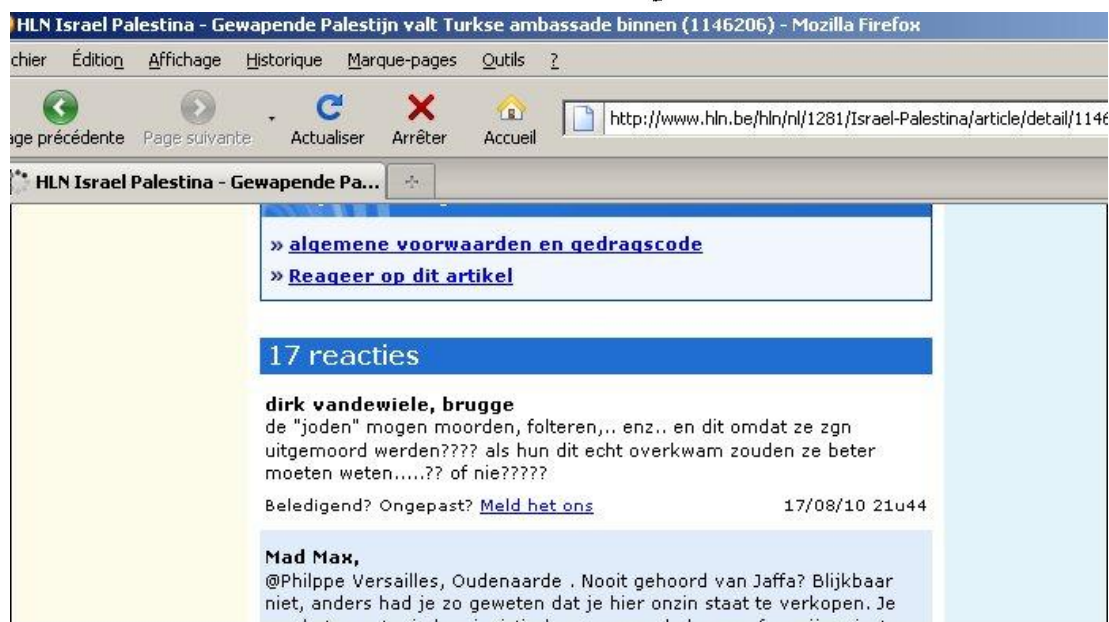 HLN Israel Palestina - Gewapende Palestijn valt Turkse ambassade binnen (1146206) - Mozilla Firefox
chier Édition Affichage Historique Marque-pages Outils ?
age précédente Page suivante Actualiser Arrêter Accueil http://www.hln.be/hln/nl/1281/Israel-Palestina/article/detail/1146
HLN Israel Palestina - Gewapende Pa...
» algemene voorwaarden en gedragscode
» Reageer op dit artikel
17 reacties
dirk vandewiele, brugge
de "joden" mogen moorden, folteren,.. enz.. en dit omdat ze zgn
uitgemoord werden???? als hun dit echt overkwam zouden ze beter
moeten weten.....?? of nie?????
Beledigend? Ongepast? Meld het ons 17/08/10 21u44
Mad Max,
@Philppe Versailles, Oudenaarde . Nooit gehoord van Jaffa? Blijkbaar
niet, anders had je zo geweten dat je hier onzin staat te verkopen. Je